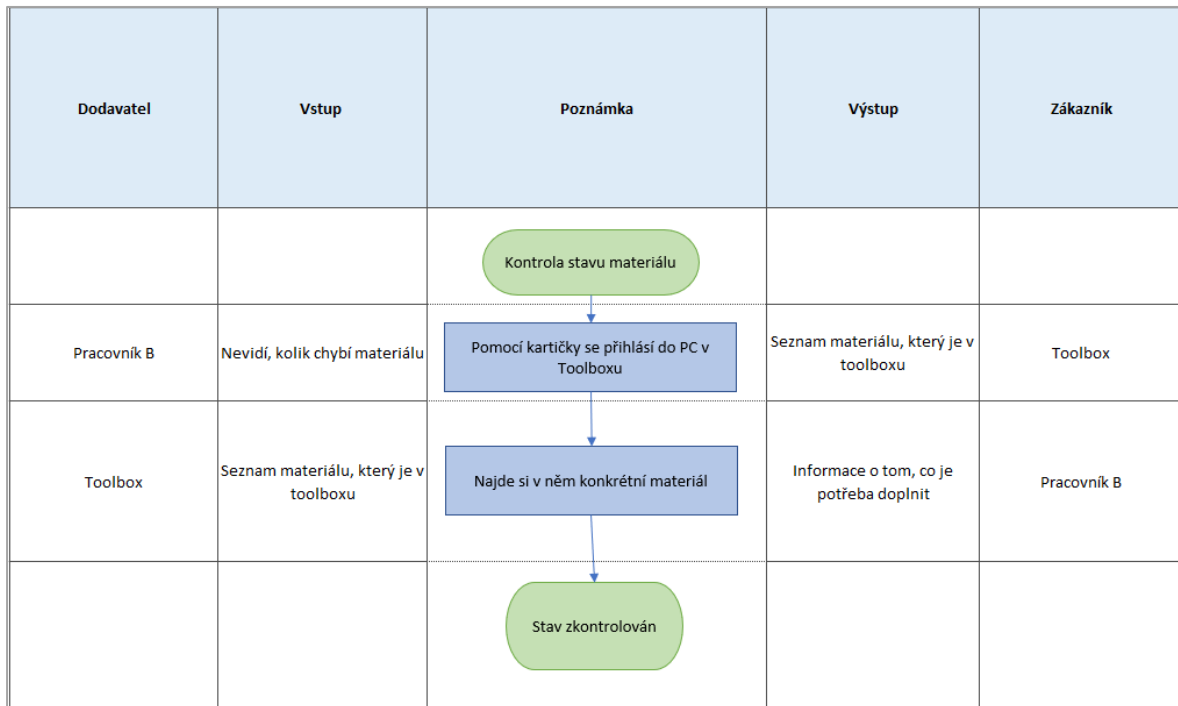 Dodavatel
Vstup
Poznámka
Výstup
Zákazník
Kontrola stavu materiálu
Pracovník B
Nevidí, kolik chybí materiálu
Pomocí kartičky se přihlásí do PC v
Toolboxu
Seznam materiálu, který je v
toolboxu
Toolbox
Toolbox
Seznam materiálu, který je v
toolboxu
Najde si v něm konkrétní materiál
Informace o tom, co je
potřeba doplnit
Pracovník B
Stav zkontrolován